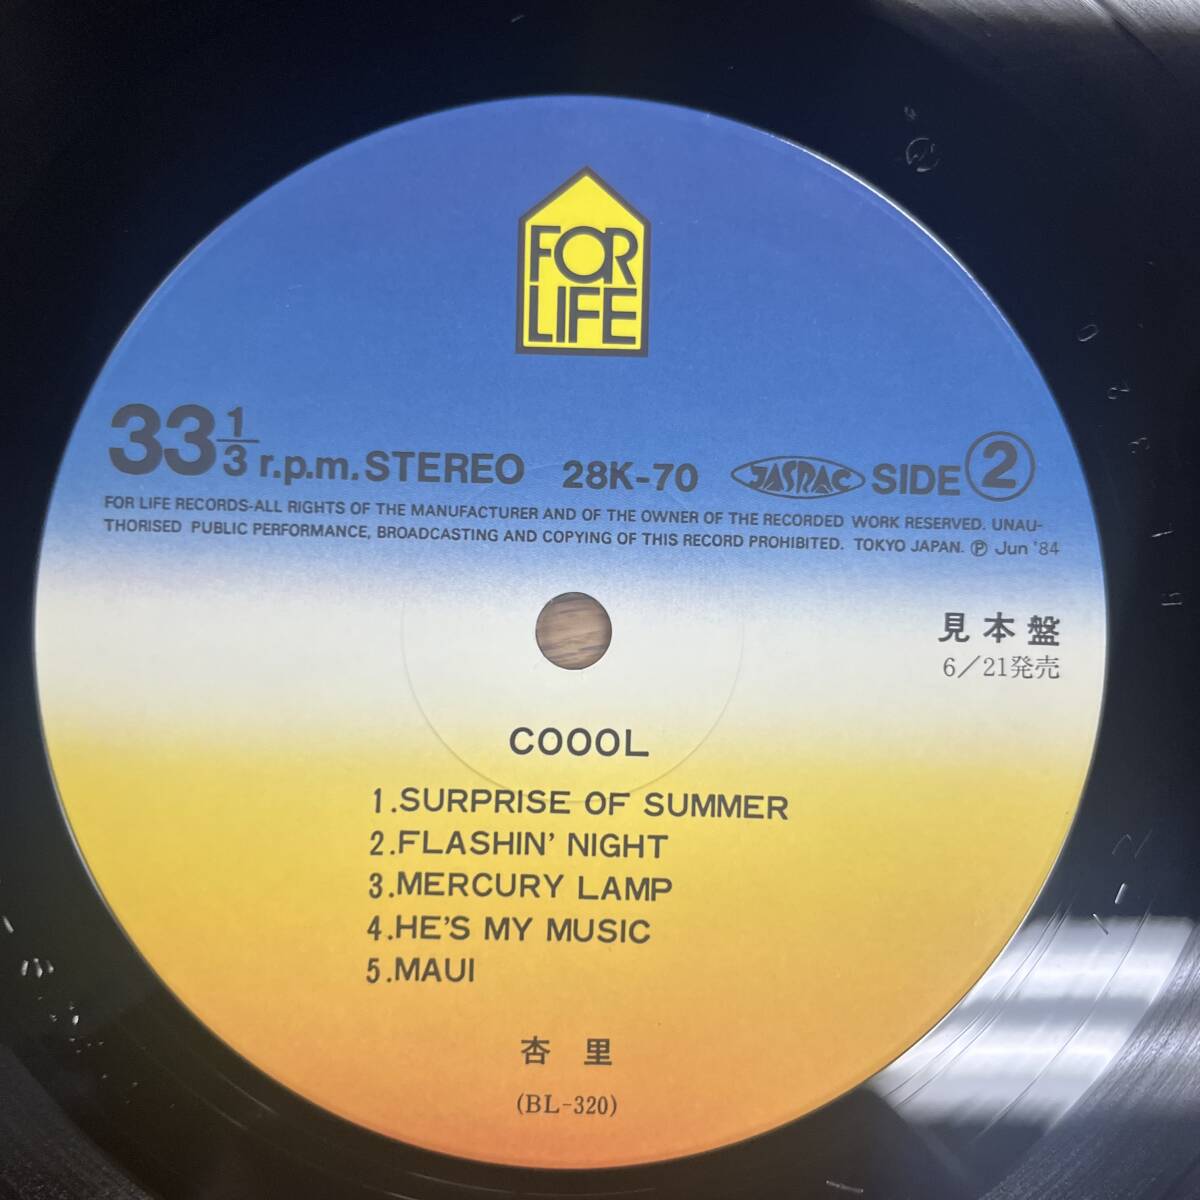 FOR
LIFE
33 1/3 r.p.m. STEREO 28K-70 JASRAC SIDE ②
FOR LIFE RECORDS-ALL RIGHTS OF THE MANUFACTURER AND OF THE OWNER OF THE RECORDED WORK RESERVED. UNAU-
THORISED PUBLIC PERFORMANCE, BROADCASTING AND COPYING OF THIS RECORD PROHIBITED. TOKYO JAPAN. Ⓟ Jun '84
見本盤
6/21発売
COOOL
1.SURPRISE OF SUMMER
2.FLASHIN' NIGHT
3.MERCURY LAMP
4.HE'S MY MUSIC
5.MAUI
杏里
(BL-320)